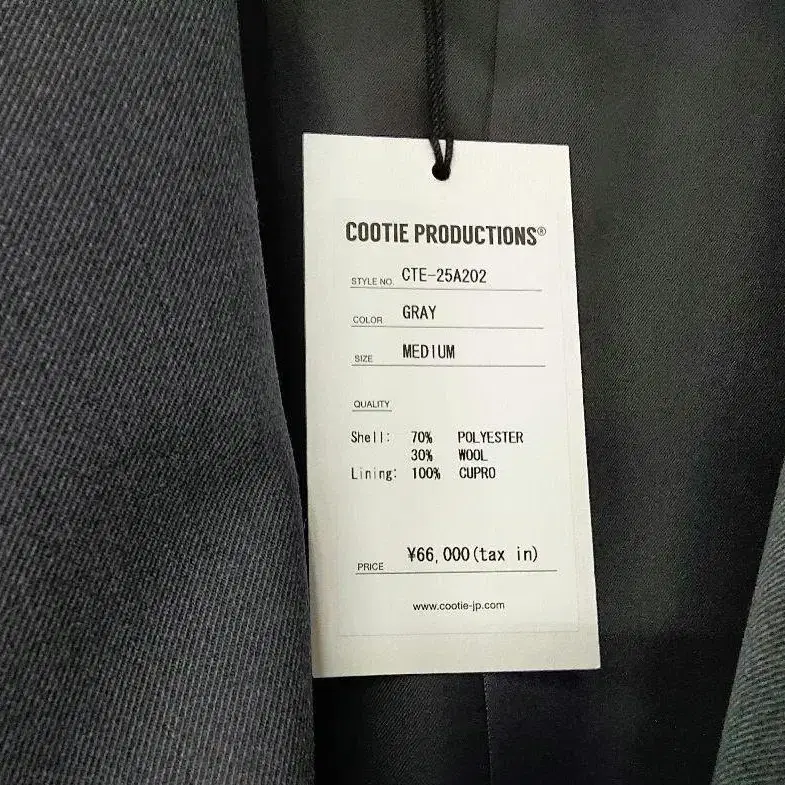 COOTIE PRODUCTIONS®
STYLE NO. CTE-25A202
COLOR GRAY
SIZE MEDIUM
QUALITY
Shell: 70% POLYESTER
30% WOOL
Lining: 100% CUPRO
PRICE ¥66,000(tax in)
www.cootie-jp.com